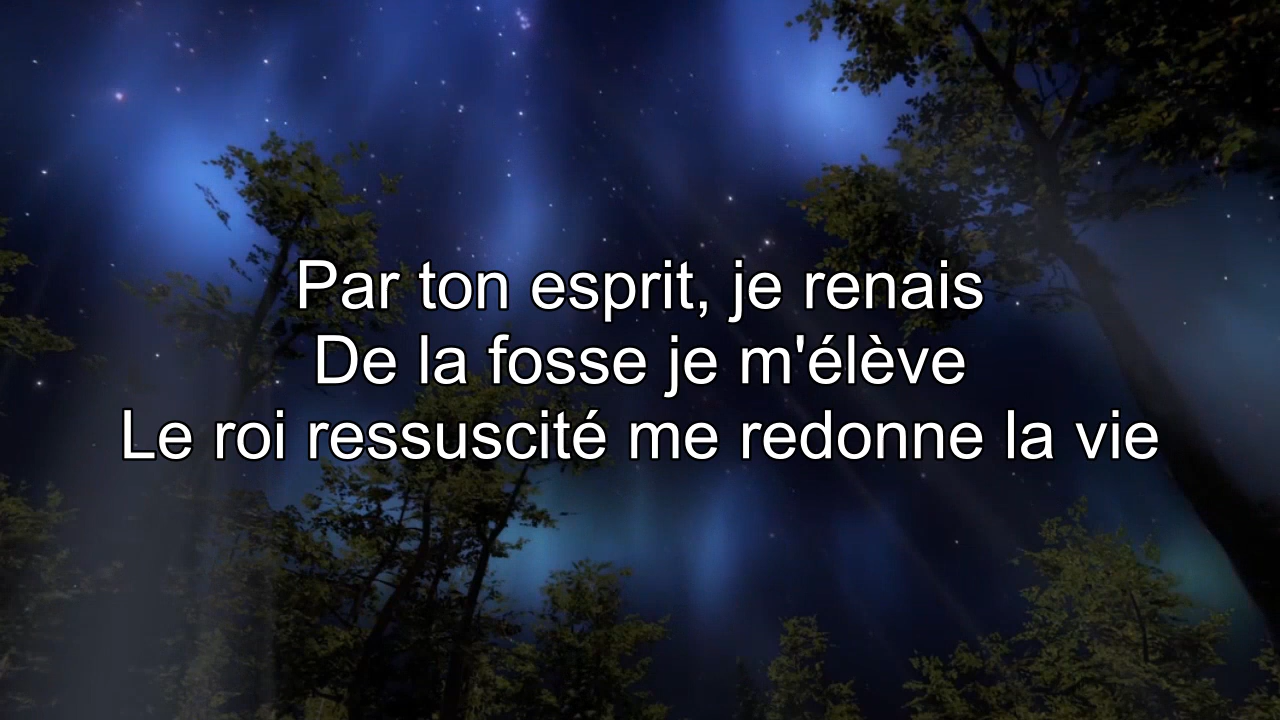 Par ton esprit, je renais
De la fosse je m'élève
Le roi ressuscité me redonne la vie